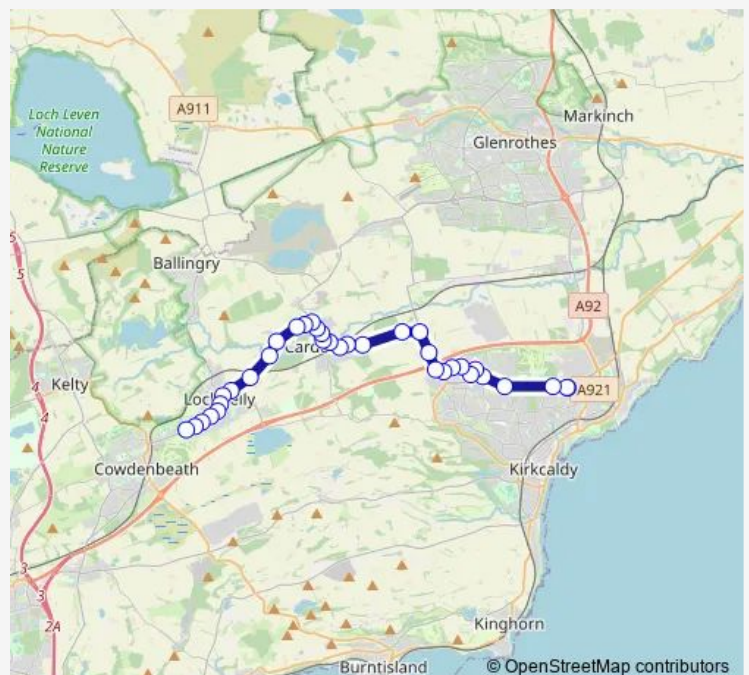 Loch Leven
National
Nature
Reserve
A911
Markinch
Glenrothes
5
5
Ballingry
A92
4
4
Kelty
Lochgelly
A921
Cowdenbeath
Kirkcaldy
3
3
2A
Kinghorn
Burntisland
© OpenStreetMap contributors